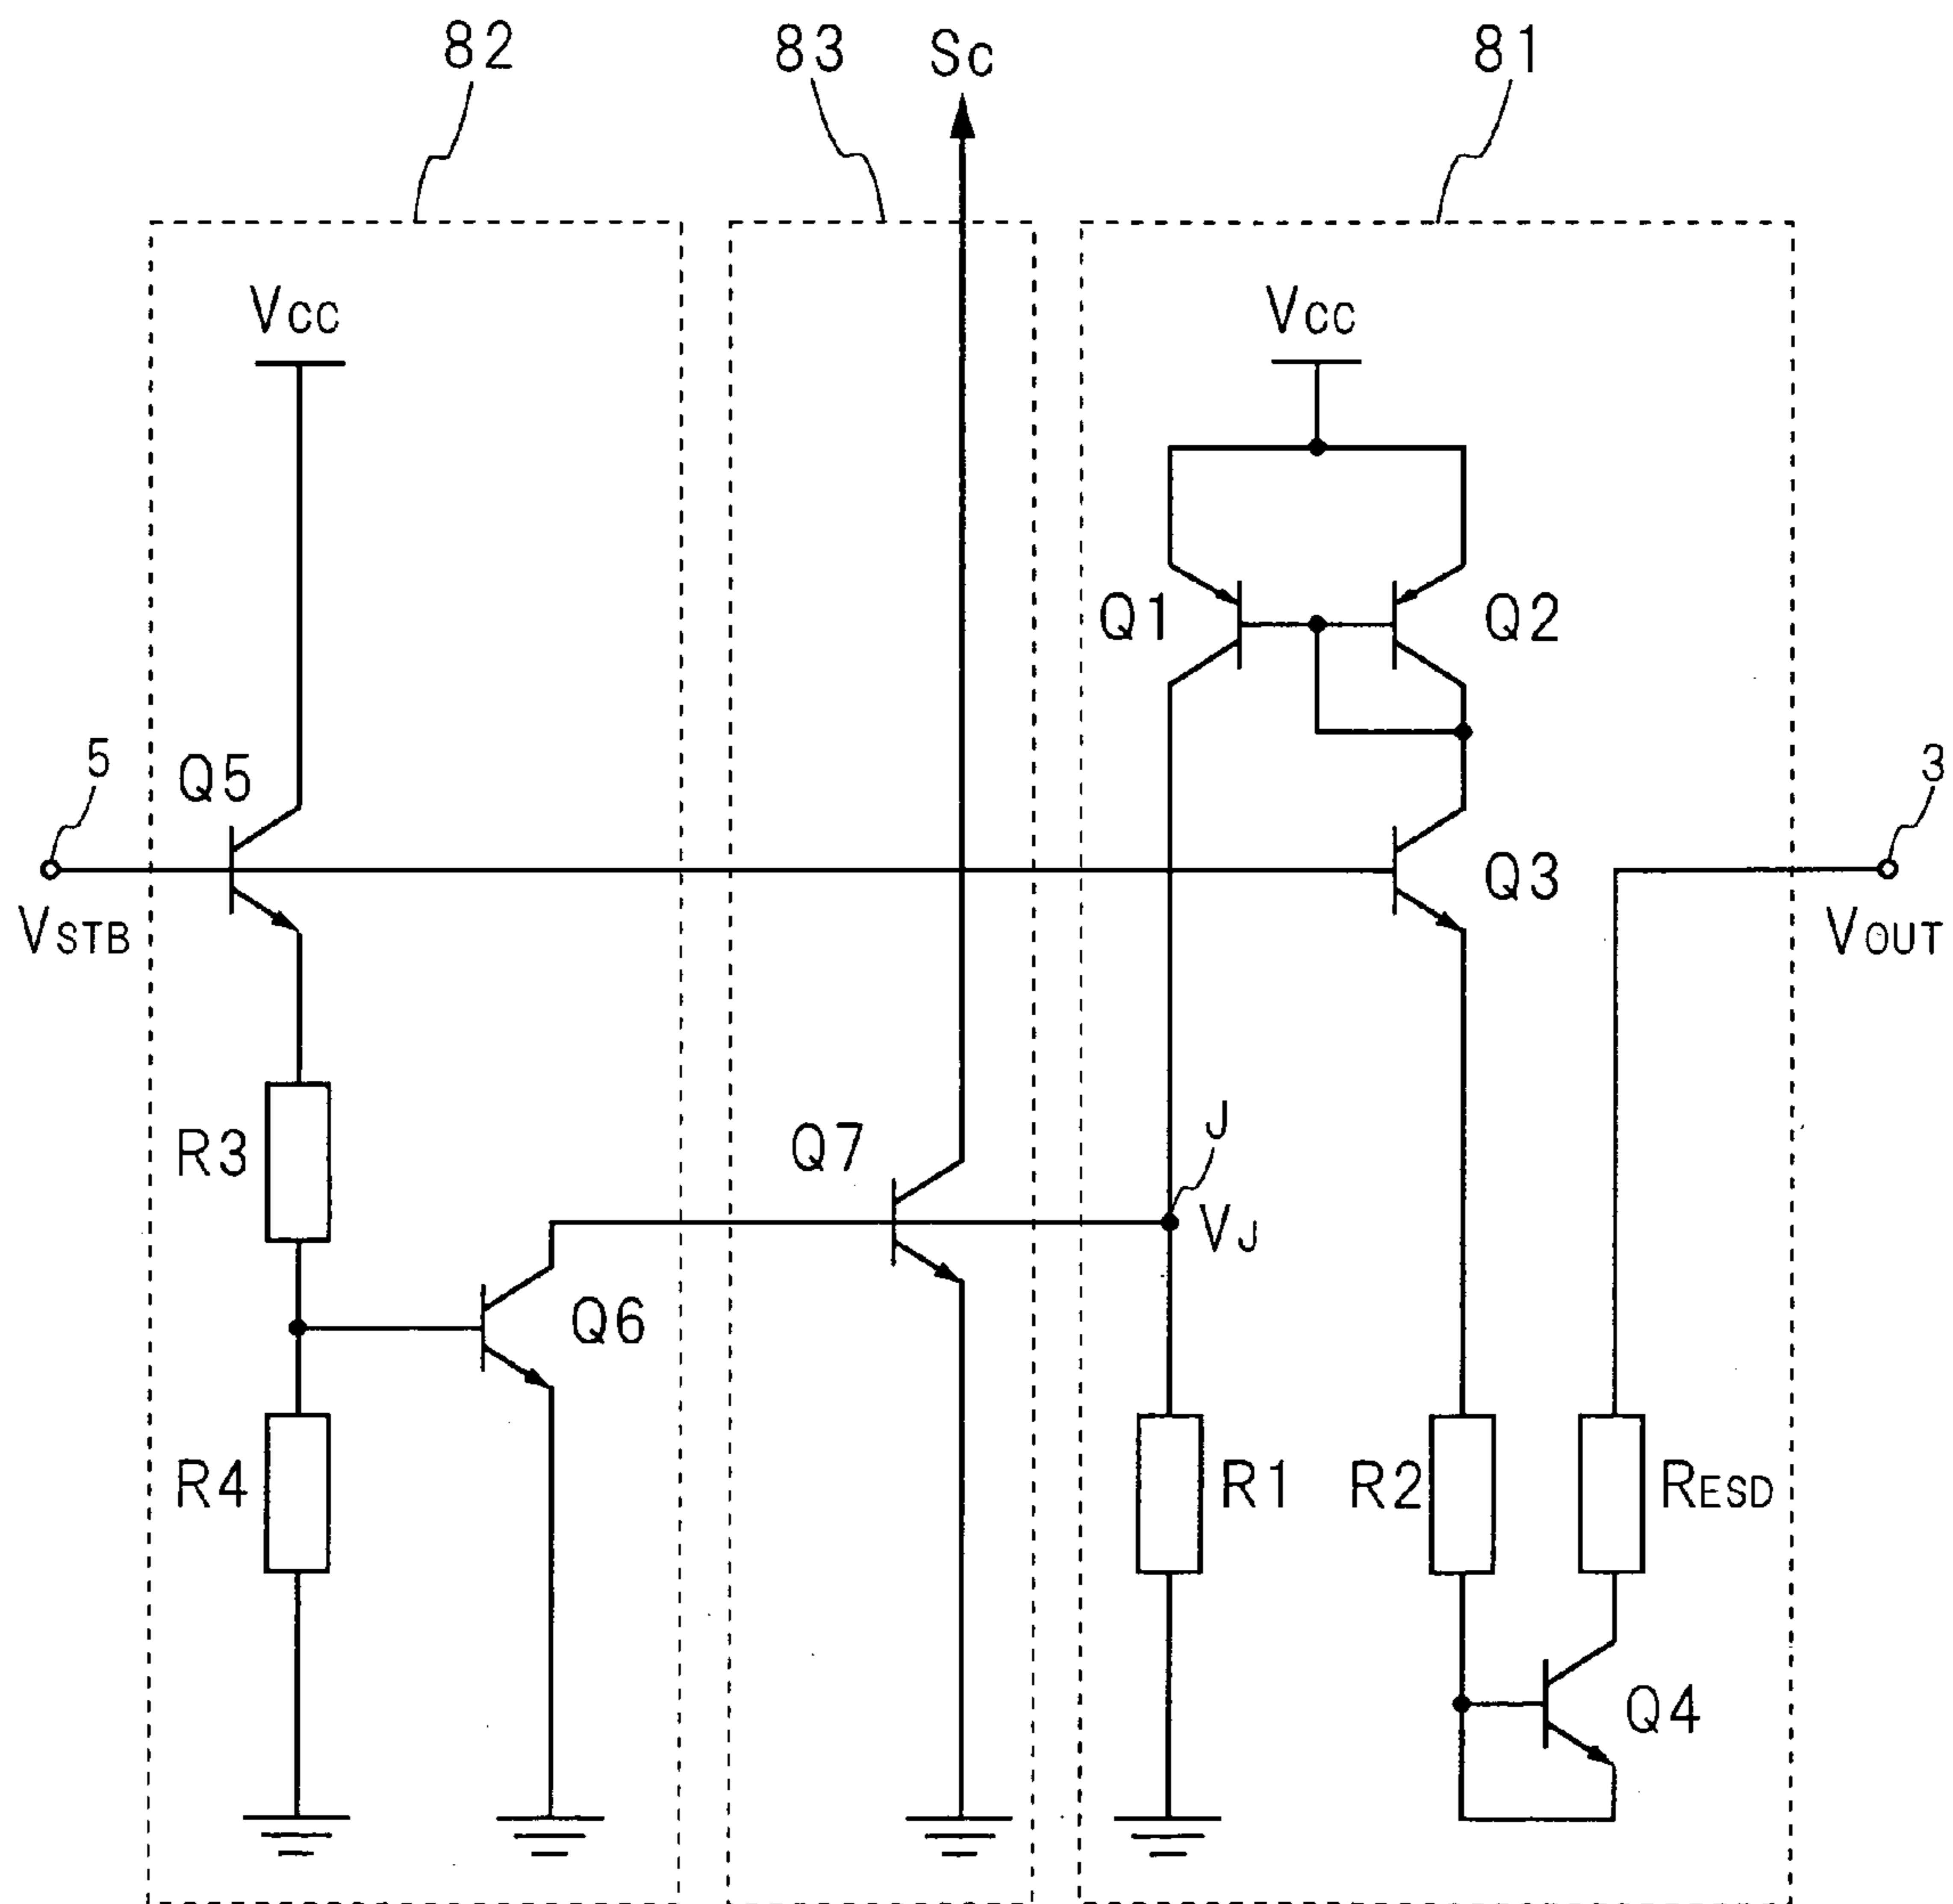 82
83
Sc
81
Vcc
Vcc
Q1
Q2
5
Q5
3
Q3
VSTB
VOUT
J
R3
Q7
VJ
Q6
R4
R1
R2
RESD
Q4